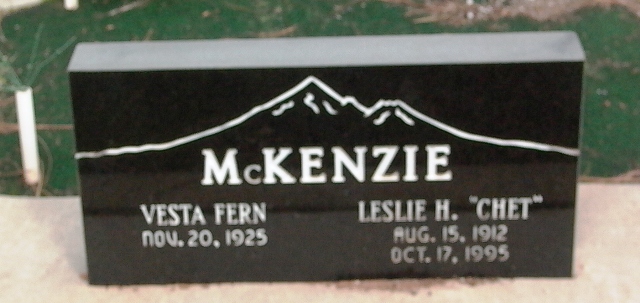 McKENZIE
VESTA FERN
NOV. 20, 1925
LESLIE H. "CHET"
AUG. 15, 1912
OCT. 17, 1995